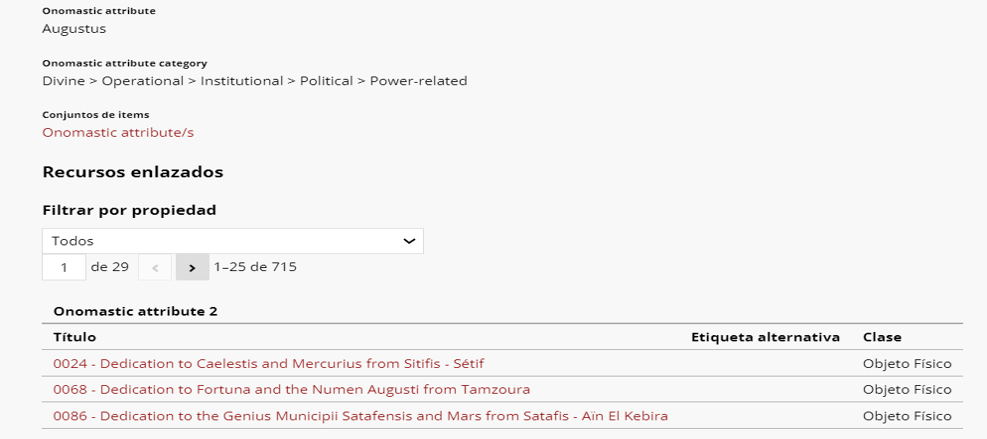 Onomastic attribute
Augustus
Onomastic attribute category
Divine > Operational > Institutional > Political > Power-related
Conjuntos de items
Onomastic attribute/s
Recursos enlazados
Filtrar por propiedad
Todos
1 de 29 < > 1–25 de 715
Onomastic attribute 2
Título Etiqueta alternativa Clase
0024 - Dedication to Caelestis and Mercurius from Sitifis - Sétif Objeto Físico
0068 - Dedication to Fortuna and the Numen Augusti from Tamzoura Objeto Físico
0086 - Dedication to the Genius Municipii Satafensis and Mars from Satafis - Aïn El Kebira Objeto Físico